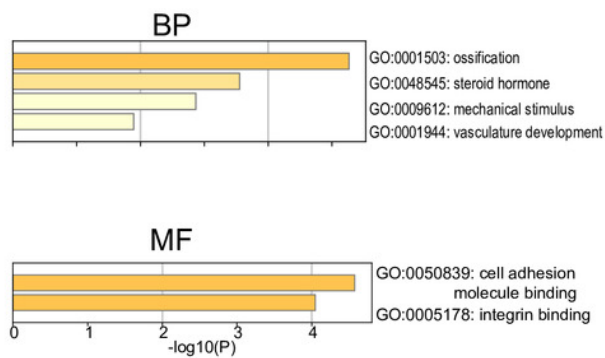 BP
GO:0001503: ossification
GO:0048545: steroid hormone
GO:0009612: mechanical stimulus
GO:0001944: vasculature development
MF
GO:0050839: cell adhesion
molecule binding
GO:0005178: integrin binding
0 1 2 3 4
-log10(P)